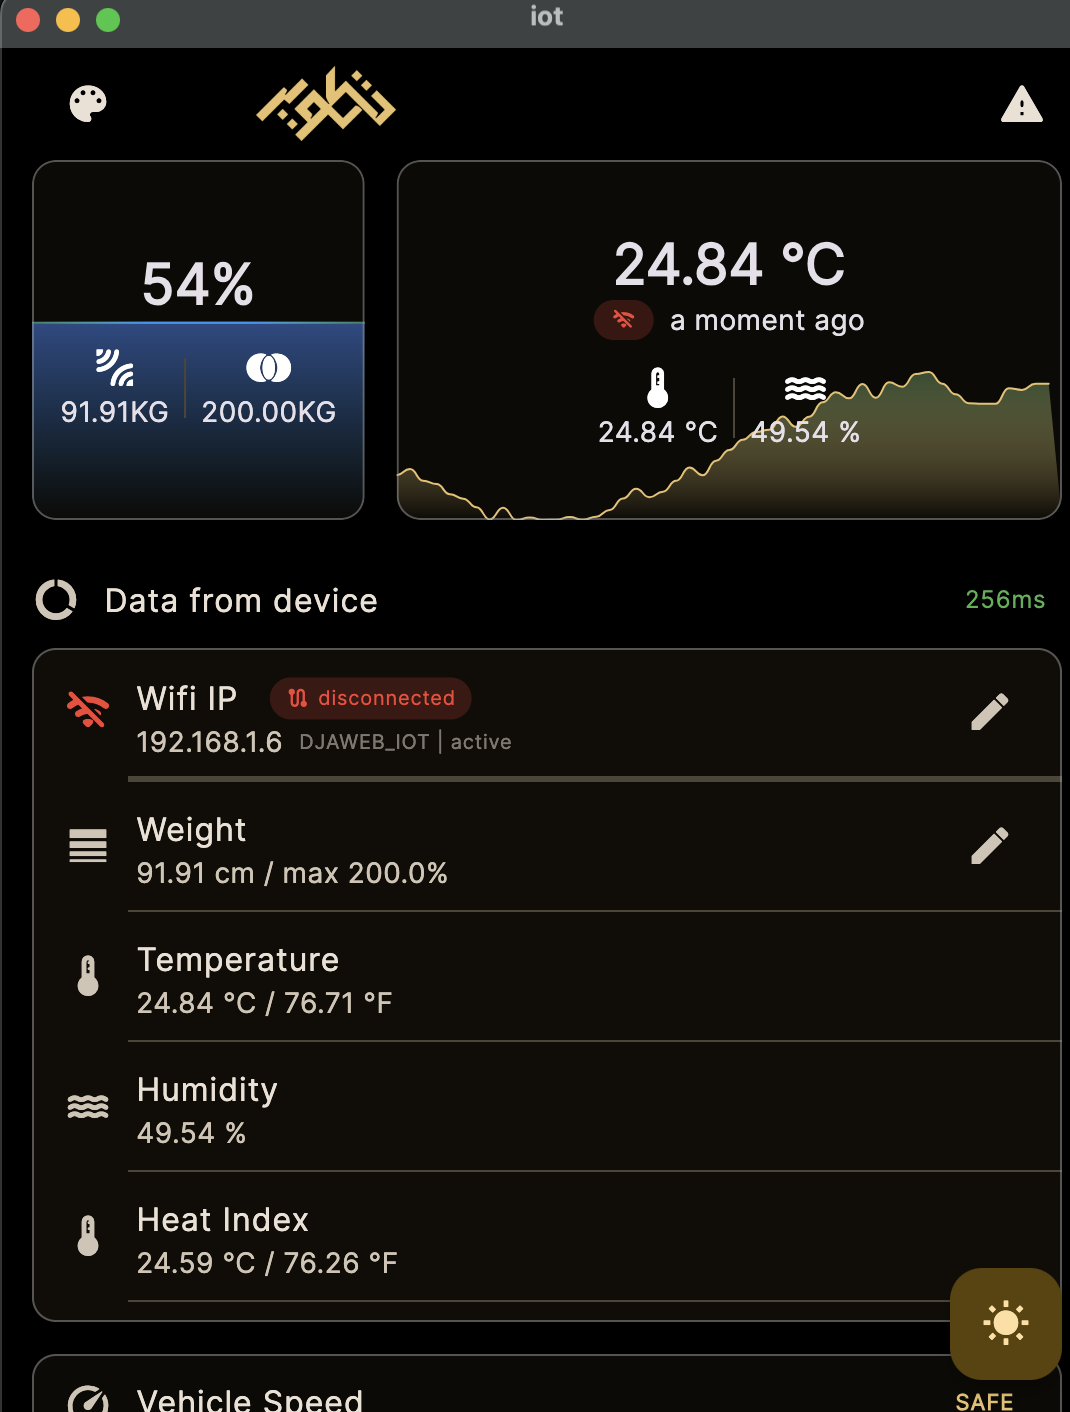 iot
تطوير
54%
91.91KG
200.00KG
24.84 °C
a moment ago
24.84 °C
49.54 %
Data from device
256ms
Wifi IP
disconnected
192.168.1.6 DJAWEB_IOT | active
Weight
91.91 cm / max 200.0%
Temperature
24.84 °C / 76.71 °F
Humidity
49.54 %
Heat Index
24.59 °C / 76.26 °F
Vehicle Speed
SAFE